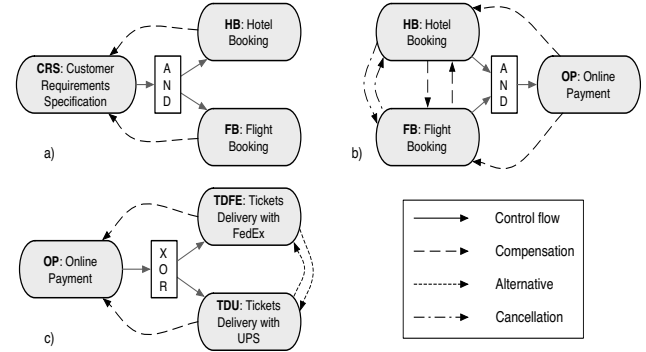 HB: Hotel
Booking
CRS: Customer
Requirements
Specification
A
N
D
FB: Flight
Booking
a)
HB: Hotel
Booking
A
N
D
OP: Online
Payment
FB: Flight
Booking
b)
TDFE: Tickets
Delivery with
FedEx
OP: Online
Payment
X
O
R
TDU: Tickets
Delivery with
UPS
c)
Control flow
Compensation
Alternative
Cancellation